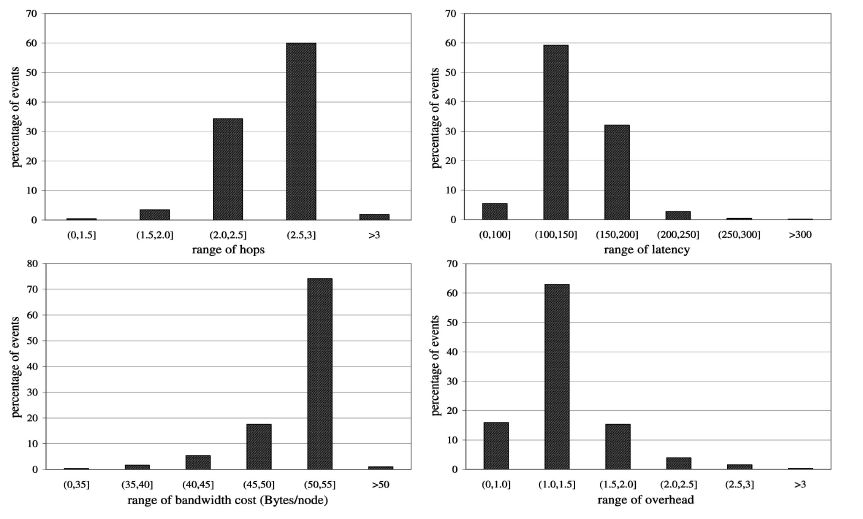 70
60
50
40
30
20
10
0
percentage of events
(0,1.5] (1.5,2.0] (2.0,2.5] (2.5,3] >3
range of hops
70
60
50
40
30
20
10
0
percentage of events
(0,100] (100,150] (150,200] (200,250] (250,300] >300
range of latency
80
70
60
50
40
30
20
10
0
percentage of events
(0,35] (35,40] (40,45] (45,50] (50,55] >50
range of bandwidth cost (Bytes/node)
70
60
50
40
30
20
10
0
percentage of events
(0,1.0] (1.0,1.5] (1.5,2.0] (2.0,2.5] (2.5,3] >3
range of overhead